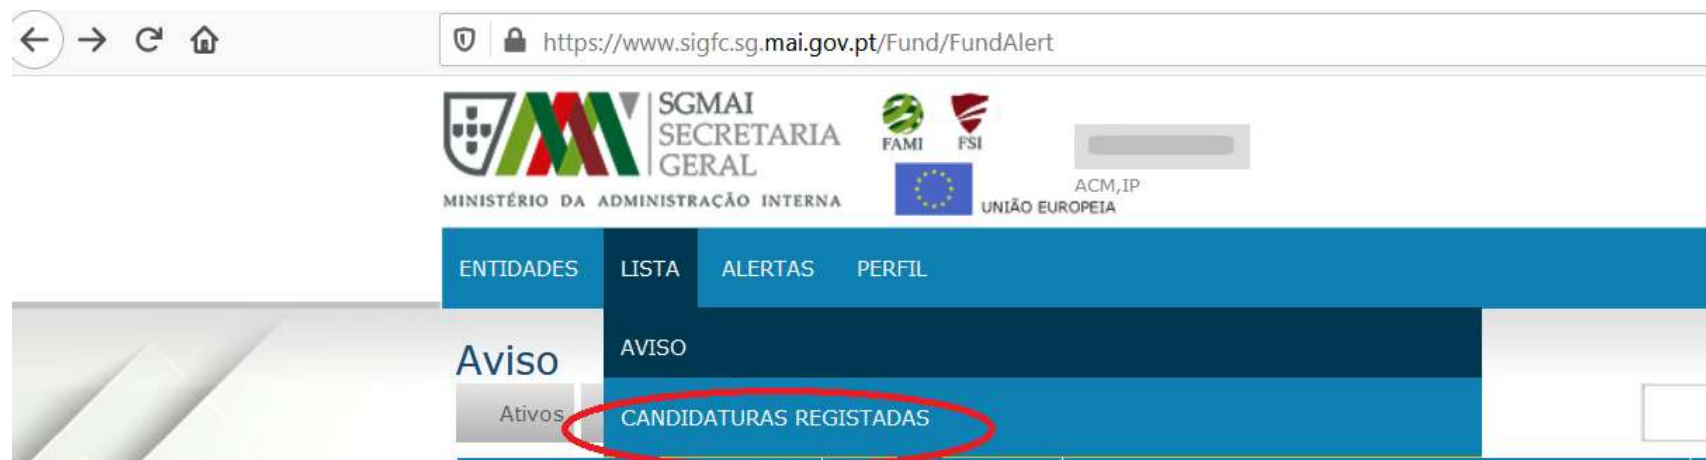 https://www.sigfc.sg.mai.gov.pt/Fund/FundAlert
SGMAI
SECRETARIA
GERAL
MINISTÉRIO DA ADMINISTRAÇÃO INTERNA
FAMI FSI
ACM,IP
UNIÃO EUROPEIA
ENTIDADES LISTA ALERTAS PERFIL
Aviso
AVISO
Ativos
CANDIDATURAS REGISTADAS